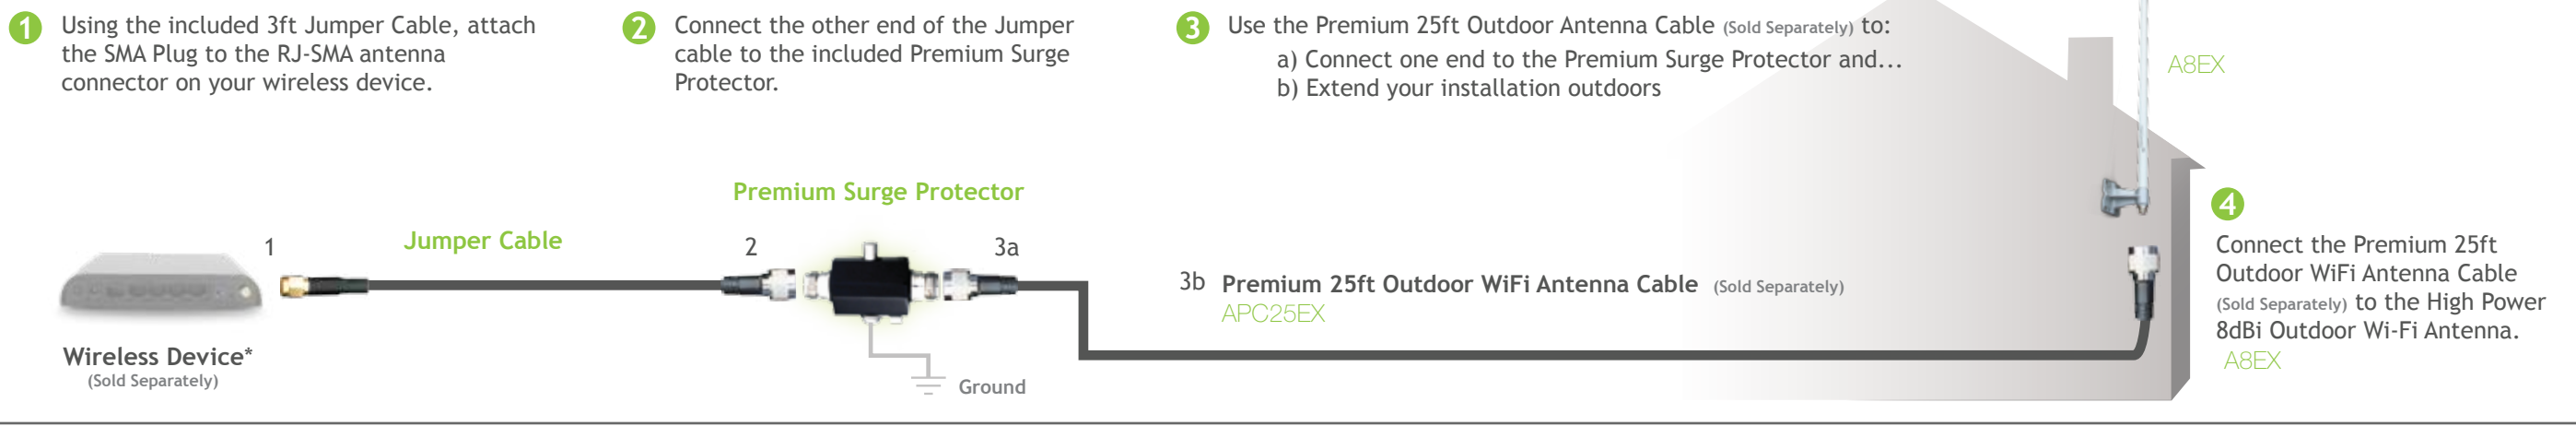 1 Using the included 3ft Jumper Cable, attach
the SMA Plug to the RJ-SMA antenna
connector on your wireless device.
2 Connect the other end of the Jumper
cable to the included Premium Surge
Protector.
3 Use the Premium 25ft Outdoor Antenna Cable (Sold Separately) to:
a) Connect one end to the Premium Surge Protector and...
b) Extend your installation outdoors
A8EX
Premium Surge Protector
1
Jumper Cable
2
3a
3b Premium 25ft Outdoor WiFi Antenna Cable (Sold Separately)
APC25EX
Wireless Device*
(Sold Separately)
Ground
4
Connect the Premium 25ft
Outdoor WiFi Antenna Cable
(Sold Separately) to the High Power
8dBi Outdoor Wi-Fi Antenna.
A8EX